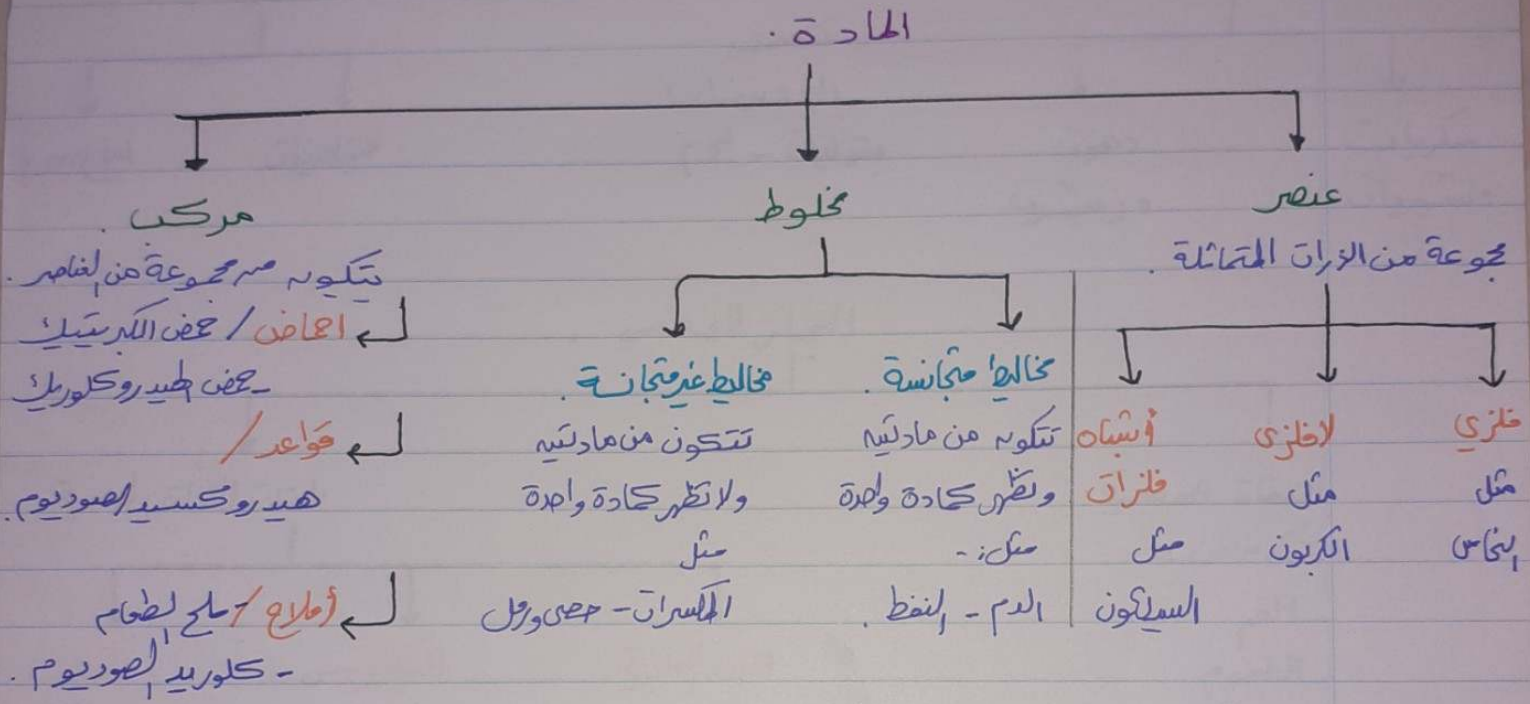 المادة.
عنصر
مجموعة من الذرات المتماثلة.
فلزي
مثل
النحاس
لافلزي
مثل
الكربون
أشباه
فلزات
مثل
السيليكون
مخلوط
مخاليط متجانسة.
تتكون من مادتين
وتظهر كمادة واحدة
مثل:-
الدم - النفط.
مخاليط غير متجانسة.
تتكون من مادتين
ولا تظهر كمادة واحدة
مثل
المكسرات - حصى ورمل
مركب.
يتكون من مجموعة من العناصر.
احماض / حمض الكبريتيك
- حمض الهيدروكلوريك
قواعد /
هيدروكسيد الصوديوم.
أملاح / - ملح الطعام
- كلوريد الصوديوم.